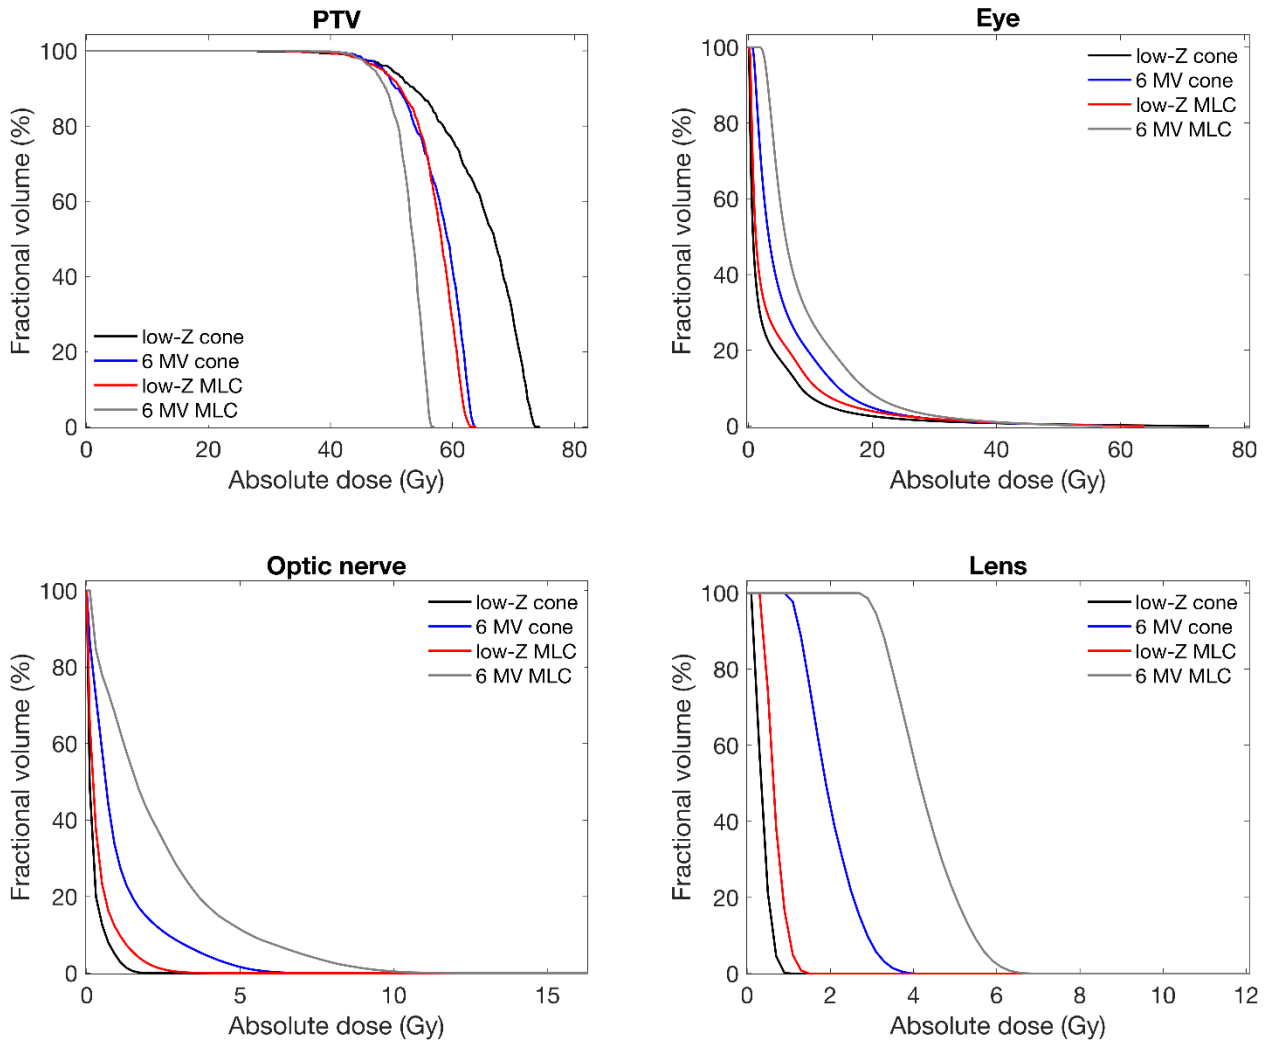 PTV
100
80
60
40
20
0
Fractional volume (%)
low-Z cone
6 MV cone
low-Z MLC
6 MV MLC
0 20 40 60 80
Absolute dose (Gy)
Eye
100
80
60
40
20
0
Fractional volume (%)
low-Z cone
6 MV cone
low-Z MLC
6 MV MLC
0 20 40 60 80
Absolute dose (Gy)
Optic nerve
100
80
60
40
20
0
Fractional volume (%)
low-Z cone
6 MV cone
low-Z MLC
6 MV MLC
0 5 10 15
Absolute dose (Gy)
Lens
100
80
60
40
20
0
Fractional volume (%)
low-Z cone
6 MV cone
low-Z MLC
6 MV MLC
0 2 4 6 8 10 12
Absolute dose (Gy)